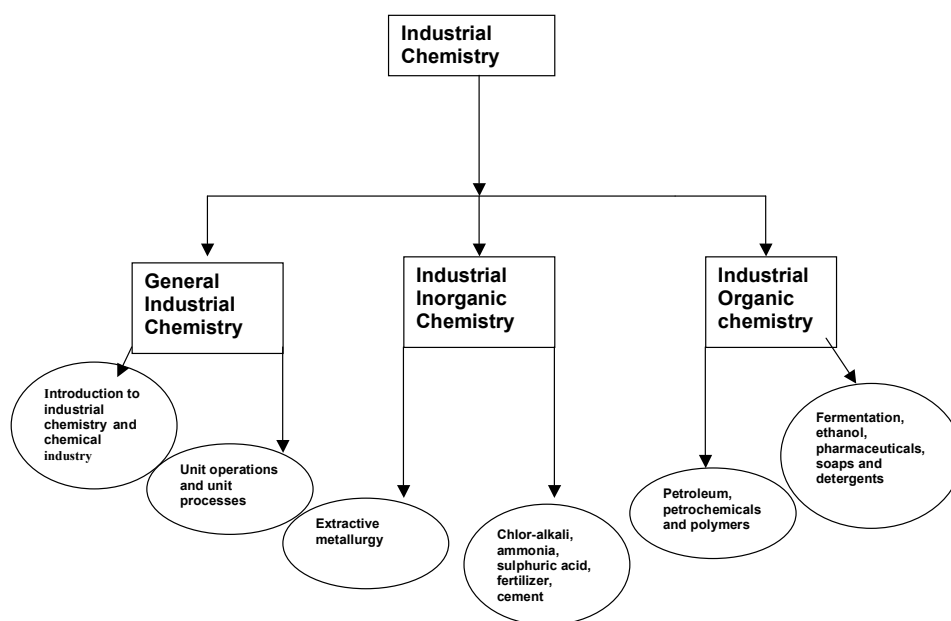 Industrial
Chemistry
General
Industrial
Chemistry
Industrial
Inorganic
Chemistry
Industrial
Organic
chemistry
Introduction to
industrial
chemistry and
chemical
industry
Unit operations
and unit
processes
Extractive
metallurgy
Chlor-alkali,
ammonia,
sulphuric acid,
fertilizer,
cement
Petroleum,
petrochemicals
and polymers
Fermentation,
ethanol,
pharmaceuticals,
soaps and
detergents